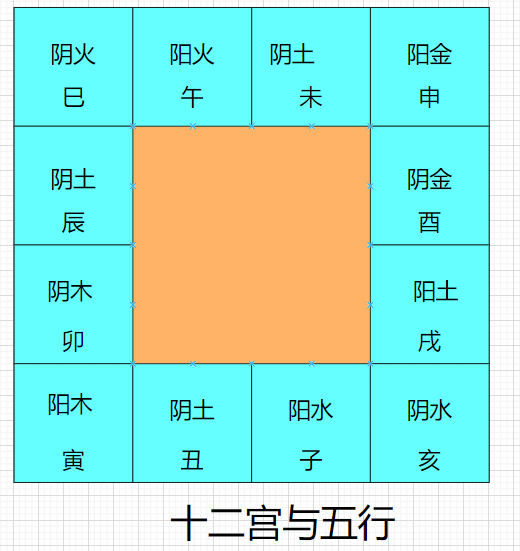 阴火
巳
阳火
午
阴土
未
阳金
申
阴土
辰
阴金
酉
阴木
卯
阳土
戌
阳木
寅
阴土
丑
阳水
子
阴水
亥
十二宫与五行